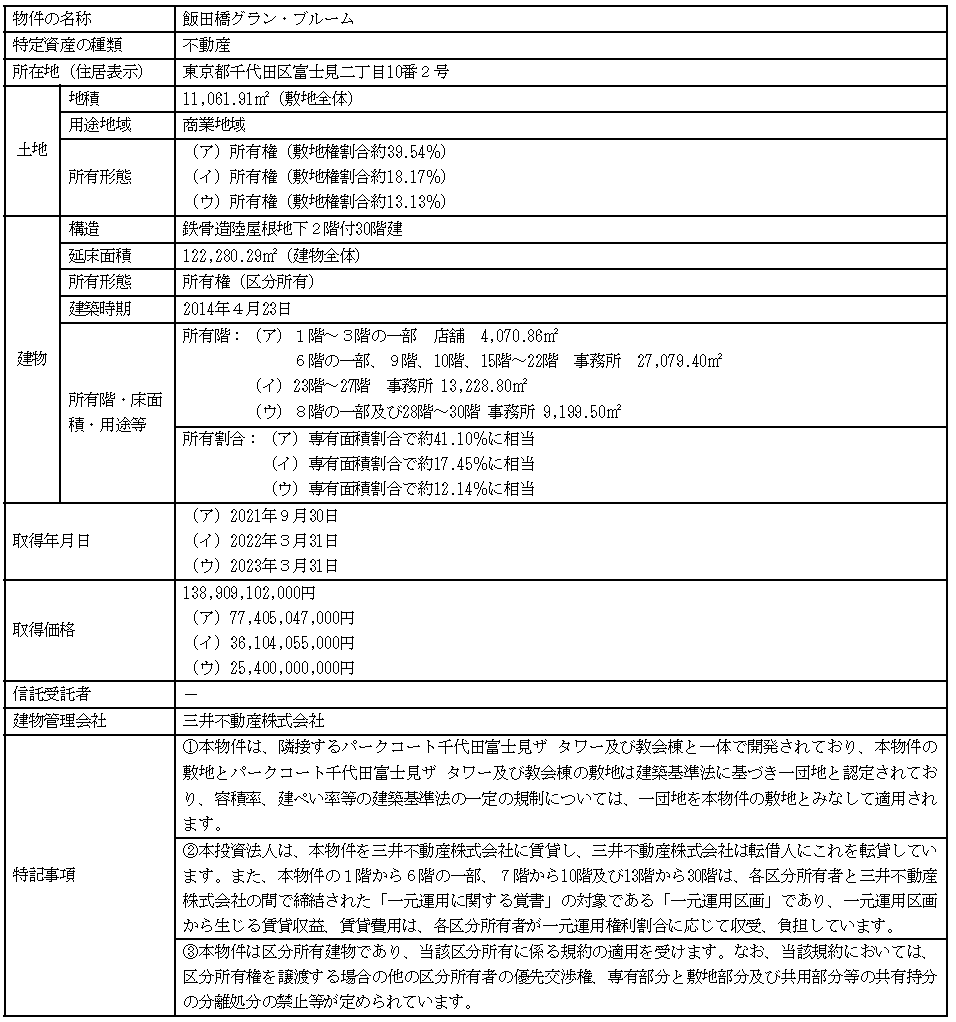 物件の名称 飯田橋グラン・ブルーム
特定資産の種類 不動産
所在地（住居表示） 東京都千代田区富士見二丁目10番２号
土地 地積 11,061.91㎡（敷地全体）
用途地域 商業地域
所有形態 （ア）所有権（敷地権割合約39.54％）
（イ）所有権（敷地権割合約18.17％）
（ウ）所有権（敷地権割合約13.13％）
建物 構造 鉄骨造陸屋根地下２階付30階建
延床面積 122,280.29㎡（建物全体）
所有形態 所有権（区分所有）
建築時期 2014年４月23日
所有階・床面積・用途等 所有階：（ア）１階～３階の一部　店舗　4,070.86㎡
６階の一部、９階、10階、15階～22階　事務所　27,079.40㎡
（イ）23階～27階　事務所 13,228.80㎡
（ウ）８階の一部及び28階～30階 事務所 9,199.50㎡
所有割合：（ア）専有面積割合で約41.10％に相当
（イ）専有面積割合で約17.45％に相当
（ウ）専有面積割合で約12.14％に相当
取得年月日 （ア）2021年９月30日
（イ）2022年３月31日
（ウ）2023年３月31日
取得価格 138,909,102,000円
（ア）77,405,047,000円
（イ）36,104,055,000円
（ウ）25,400,000,000円
信託受託者 －
建物管理会社 三井不動産株式会社
特記事項 ①本物件は、隣接するパークコート千代田富士見ザ タワー及び教会棟と一体で開発されており、本物件の
敷地とパークコート千代田富士見ザ タワー及び教会棟の敷地は建築基準法に基づき一団地と認定されてお
り、容積率、建ぺい率等の建築基準法の一定の規制については、一団地を本物件の敷地とみなして適用され
ます。
②本投資法人は、本物件を三井不動産株式会社に賃貸し、三井不動産株式会社は転借人にこれを転貸してい
ます。また、本物件の１階から６階の一部、７階から10階及び13階から30階は、各区分所有者と三井不動産
株式会社の間で締結された「一元運用に関する覚書」の対象である「一元運用区画」であり、一元運用区画
から生じる賃貸収益、賃貸費用は、各区分所有者が一元運用権利割合に応じて収受、負担しています。
③本物件は区分所有建物であり、当該区分所有に係る規約の適用を受けます。なお、当該規約においては、
区分所有権を譲渡する場合の他の区分所有者の優先交渉権、専有部分と敷地部分及び共用部分等の共有持分
の分離処分の禁止等が定められています。